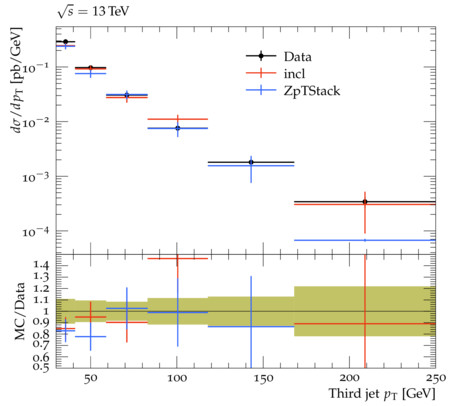 √s = 13 TeV
dσ/dpT [pb/GeV]
10⁻¹
10⁻²
10⁻³
10⁻⁴
Data
incl
ZpTStack
MC/Data
1.4
1.3
1.2
1.1
1
0.9
0.8
0.7
0.6
0.5
50 100 150 200 250
Third jet pT [GeV]